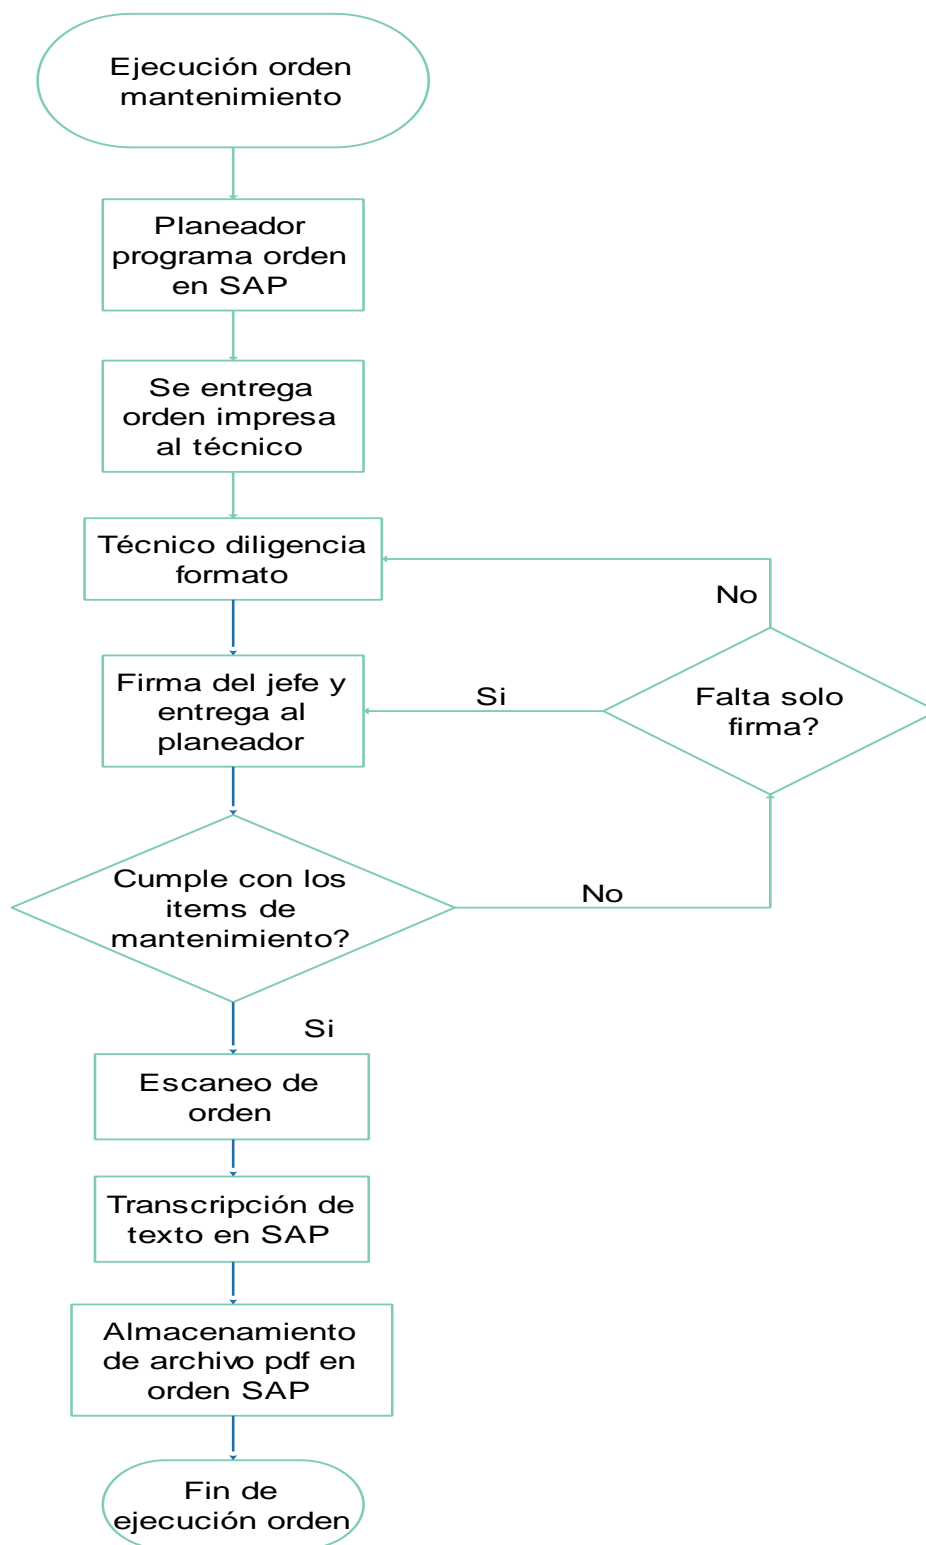 Ejecución orden
mantenimiento
Planeador
programa orden
en SAP
Se entrega
orden impresa
al técnico
Técnico diligencia
formato
No
Firma del jefe y
entrega al
planeador
Si
Falta solo
firma?
Cumple con los
items de
mantenimiento?
No
Si
Escaneo de
orden
Transcripción de
texto en SAP
Almacenamiento
de archivo pdf en
orden SAP
Fin de
ejecución orden